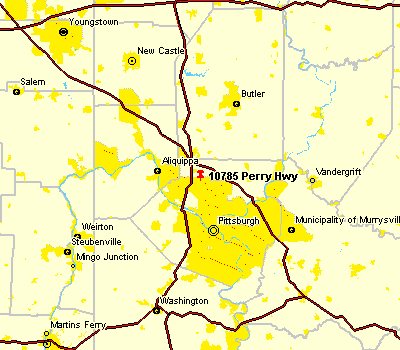 Youngstown
New Castle
Salem
Butler
Aliquippa
10785 Perry Hwy
Vandergrift
Pittsburgh
Municipality of Murrysv
Weirton
Steubenville
Mingo Junction
Washington
Martins Ferry